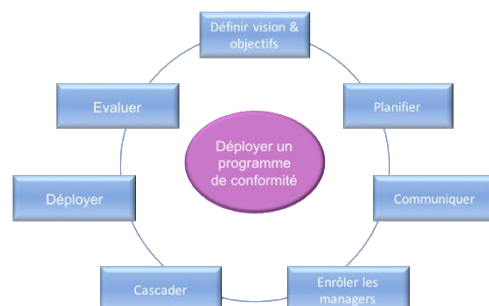 Définir vision &
objectifs
Evaluer
Planifier
Déployer un
programme
de conformité
Déployer
Communiquer
Cascader
Enrôler les
managers